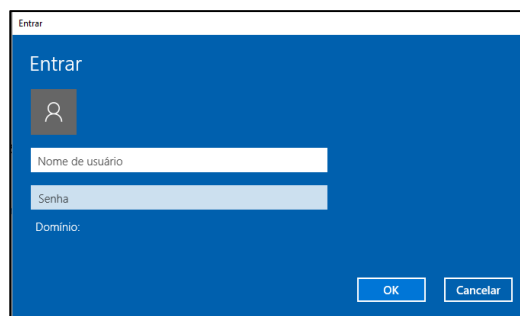 Entrar
Entrar
Nome de usuário
Senha
Domínio:
OK Cancelar